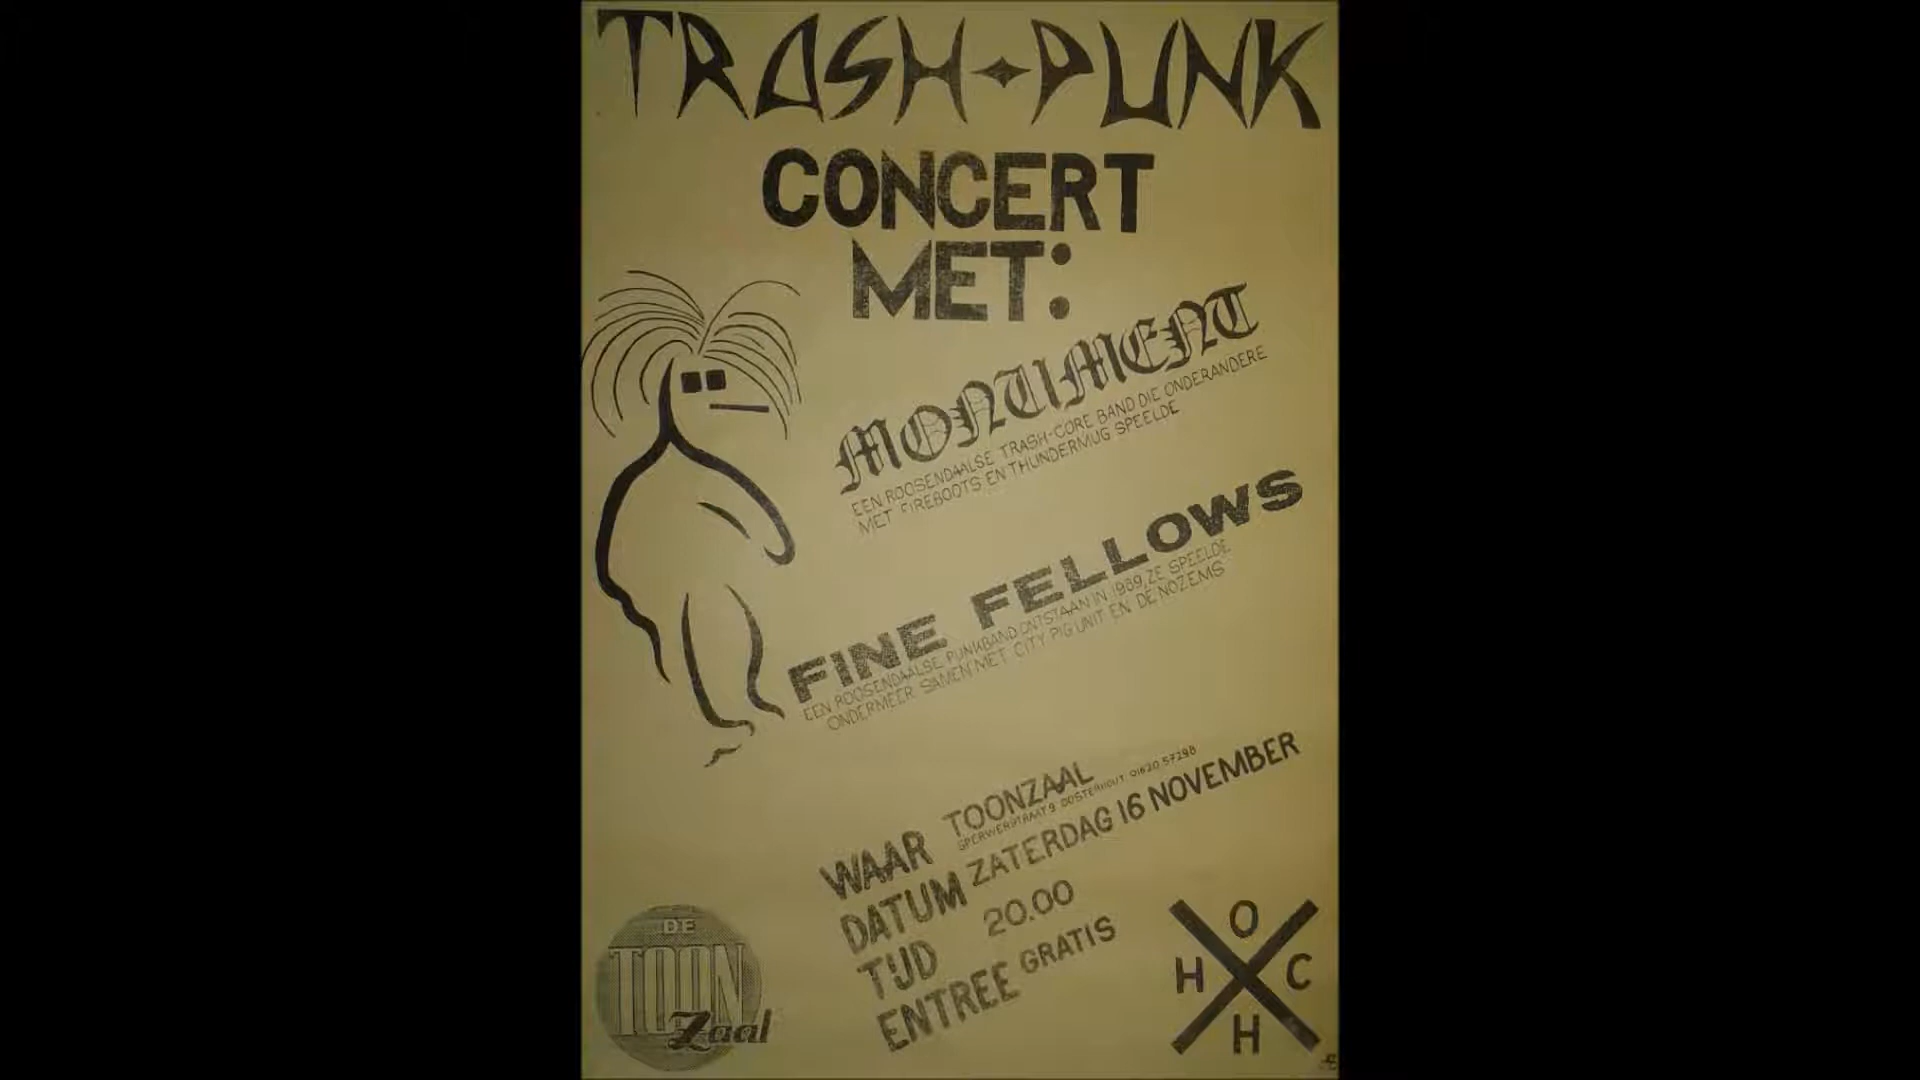 TRASH-PUNK
CONCERT
MET:
MONUMENT
EEN ROOSENDAALSE TRASH-CORE BAND DIE ONDERANDERE
MET FIREBOOTS EN THUNDERMUG SPEELDE
FINE FELLOWS
EEN ROOSENDAALSE PUNKBAND ONTSTAAN IN 1989, ZE SPEELDE
ONDERMEER SAMEN MET CITY PIG UNIT EN DE NOZEMS
WAAR TOONZAAL
SPERWERSTRAAT 9 OOSTERHOUT 01620 57298
DATUM ZATERDAG 16 NOVEMBER
TIJD 20.00
ENTREE GRATIS
DE
TOON
Zaal
O
H C
H